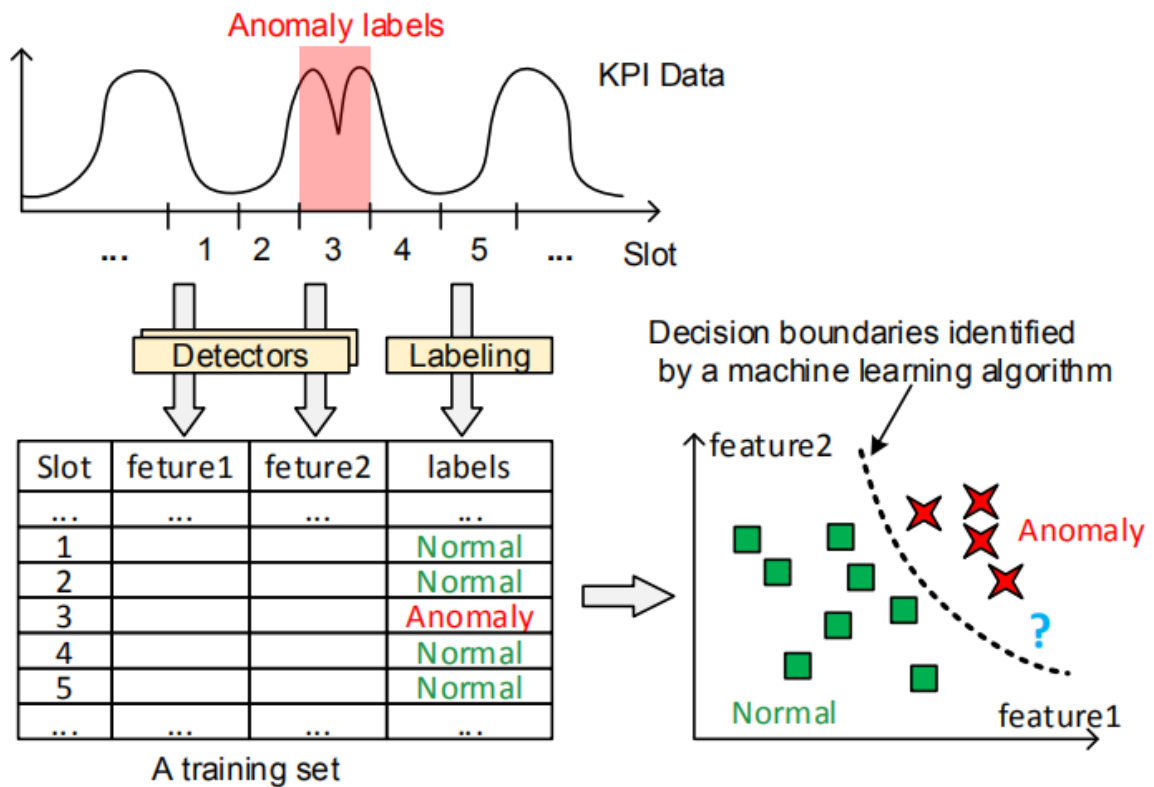 Anomaly labels
KPI Data
... 1 2 3 4 5 ... Slot
Detectors
Labeling
Decision boundaries identified
by a machine learning algorithm
Slot feture1 feture2 labels
... ... ... ...
1 Normal
2 Normal
3 Anomaly
4 Normal
5 Normal
... ... ... ...
A training set
feature2
Anomaly
?
Normal
feature1